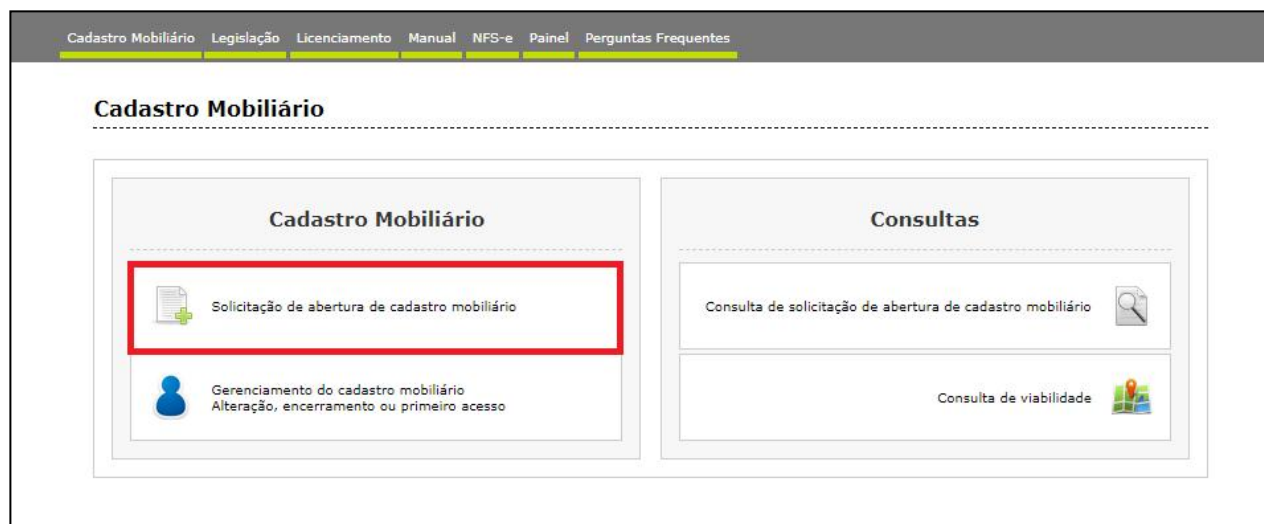 Cadastro Mobiliário Legislação Licenciamento Manual NFS-e Painel Perguntas Frequentes
Cadastro Mobiliário
Cadastro Mobiliário
Solicitação de abertura de cadastro mobiliário
Gerenciamento do cadastro mobiliário
Alteração, encerramento ou primeiro acesso
Consultas
Consulta de solicitação de abertura de cadastro mobiliário
Consulta de viabilidade